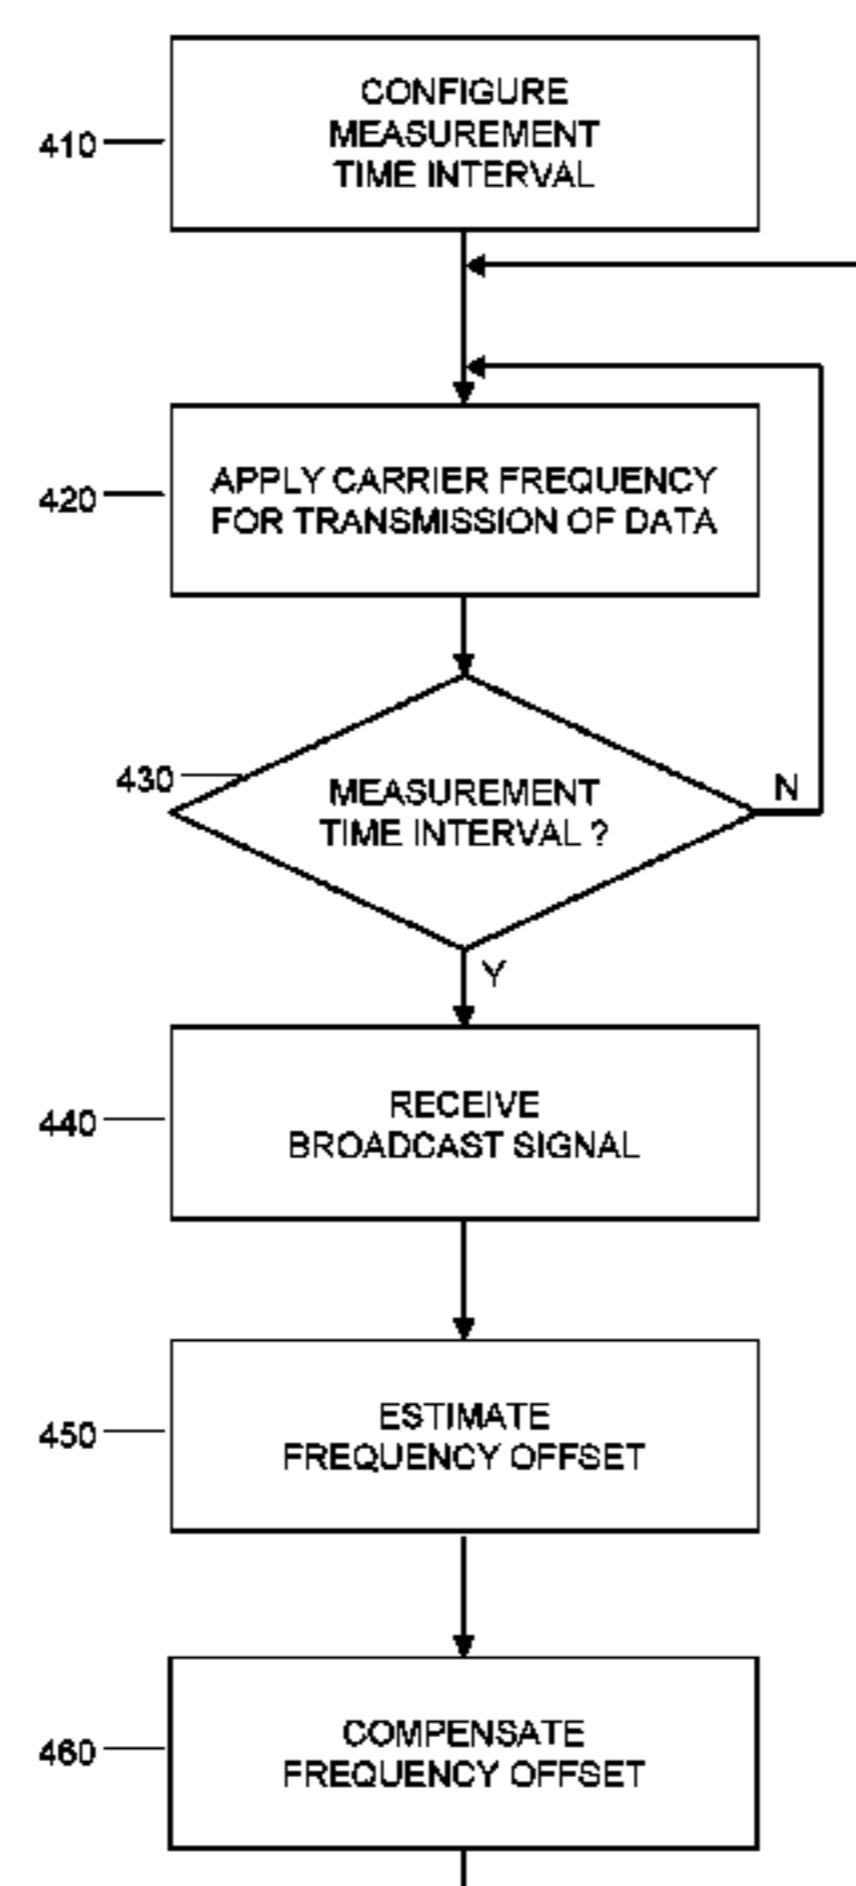 CONFIGURE
MEASUREMENT
TIME INTERVAL
410
APPLY CARRIER FREQUENCY
FOR TRANSMISSION OF DATA
420
430
MEASUREMENT
TIME INTERVAL ?
N
Y
RECEIVE
BROADCAST SIGNAL
440
ESTIMATE
FREQUENCY OFFSET
450
COMPENSATE
FREQUENCY OFFSET
460